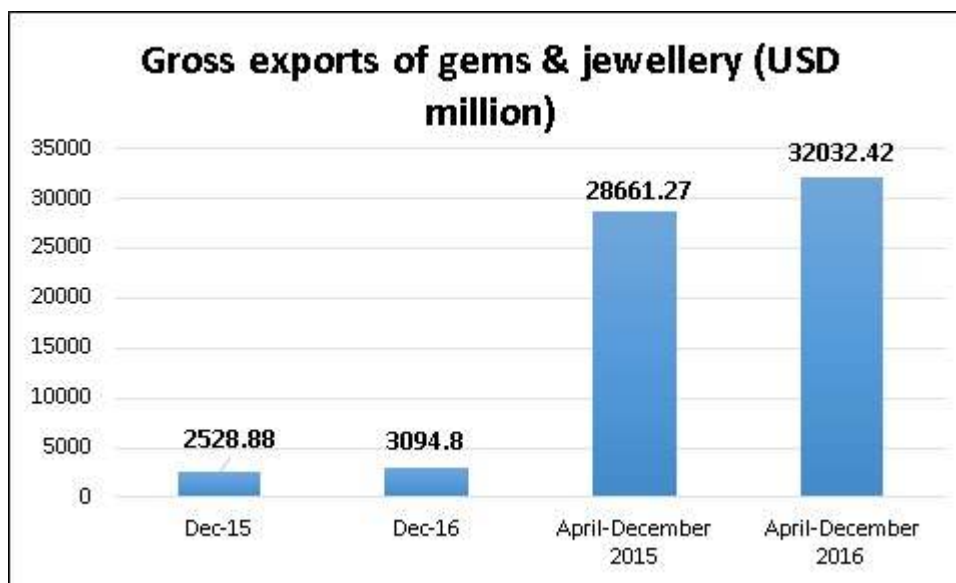 Gross exports of gems & jewellery (USD
million)
35000
30000
25000
20000
15000
10000
5000
0
2528.88
3094.8
28661.27
32032.42
Dec-15
Dec-16
April-December
2015
April-December
2016